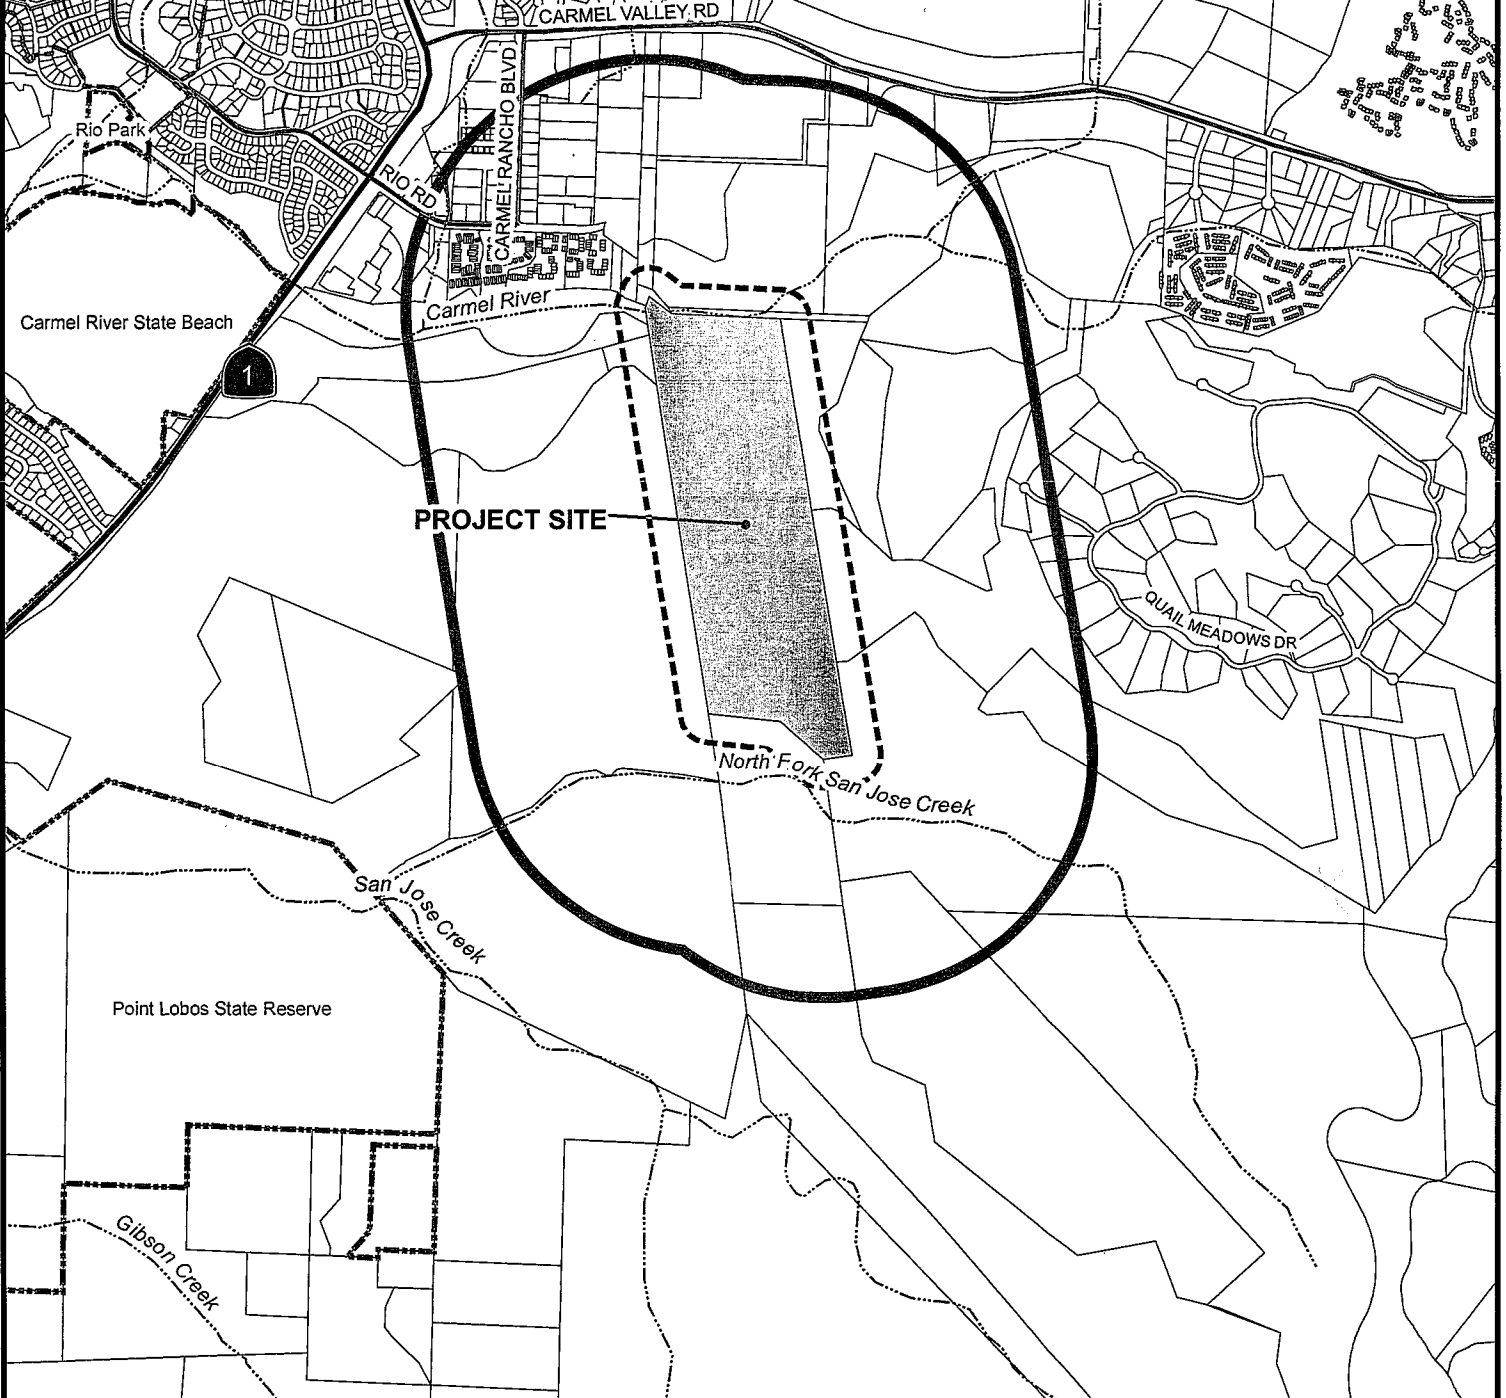 CARMEL VALLEY RD
CARMEL RANCHO BLVD
Rio Park
RIO RD
Carmel River
Carmel River State Beach
1
PROJECT SITE
QUAIL MEADOWS DR
North Fork San Jose Creek
San Jose Creek
Point Lobos State Reserve
Gibson Creek